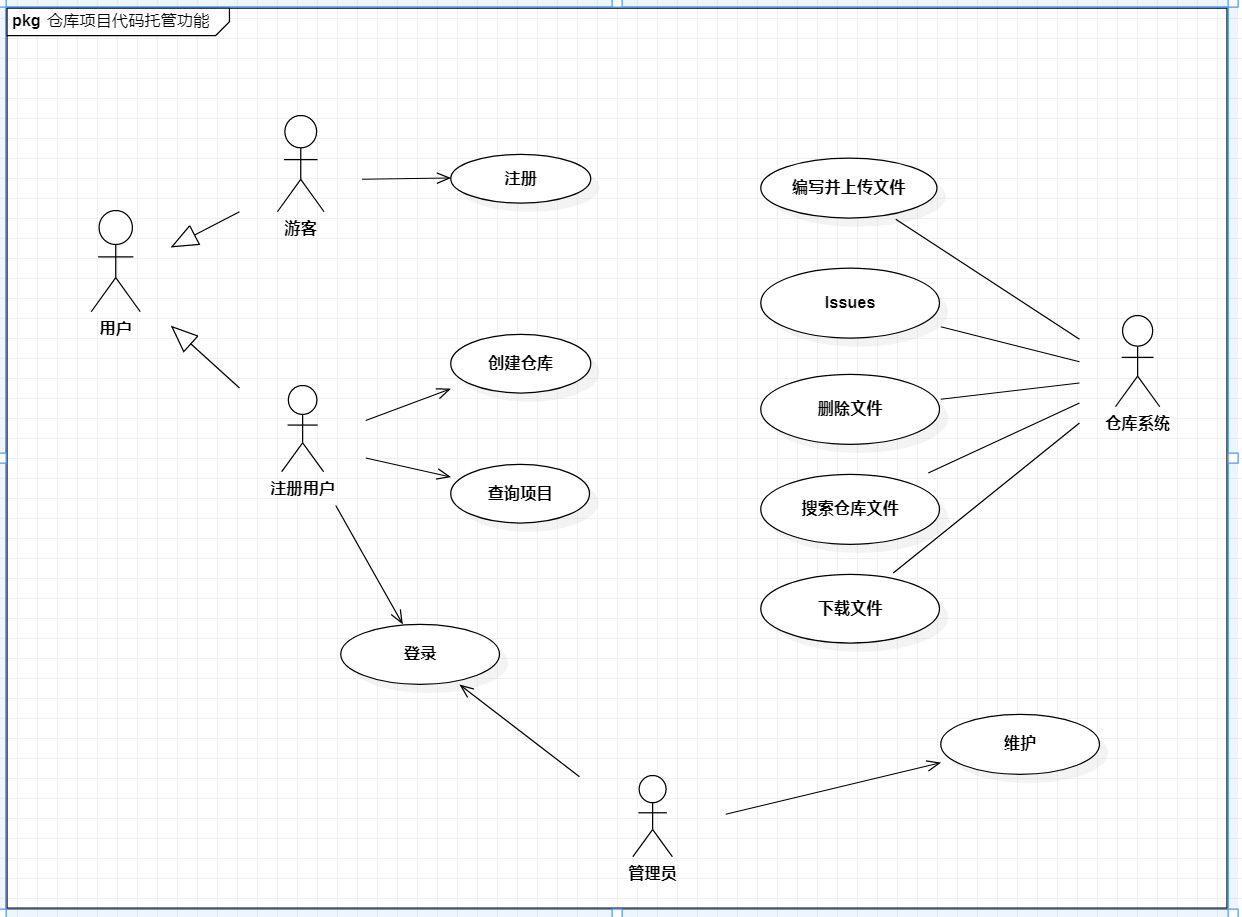 pkg 仓库项目代码托管功能
游客
注册
用户
注册用户
创建仓库
查询项目
登录
管理员
编写并上传文件
Issues
删除文件
搜索仓库文件
下载文件
仓库系统
维护